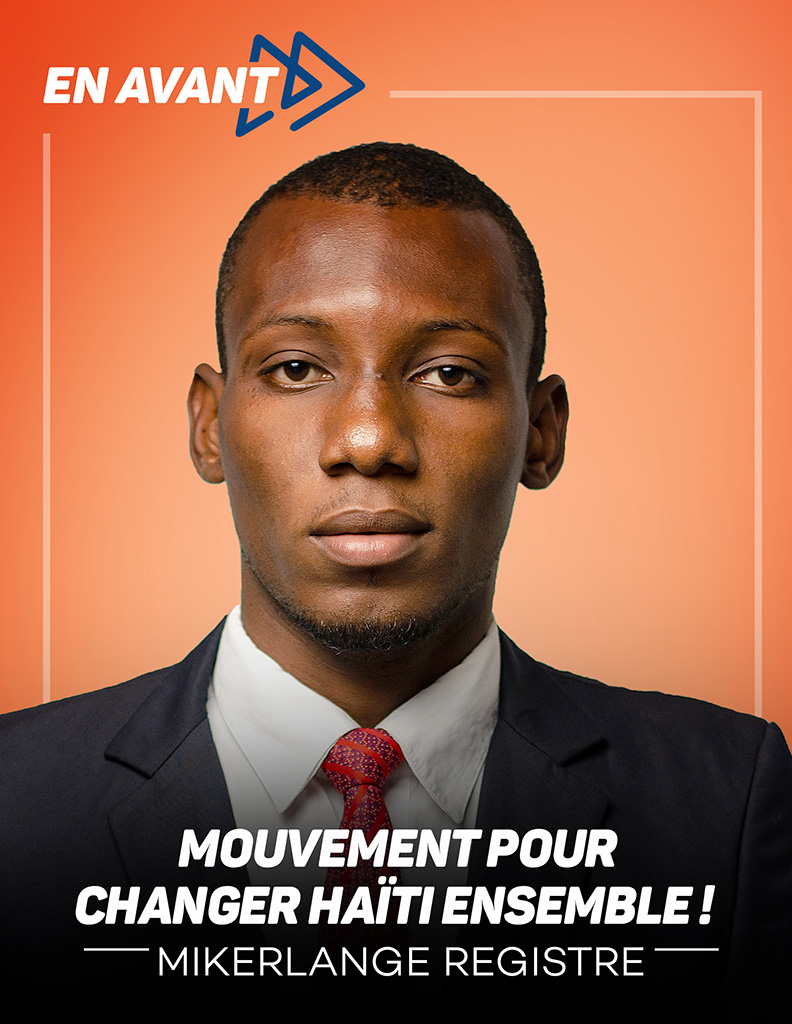 EN AVANT
MOUVEMENT POUR
CHANGER HAÏTI ENSEMBLE !
MIKERLANGE REGISTRE